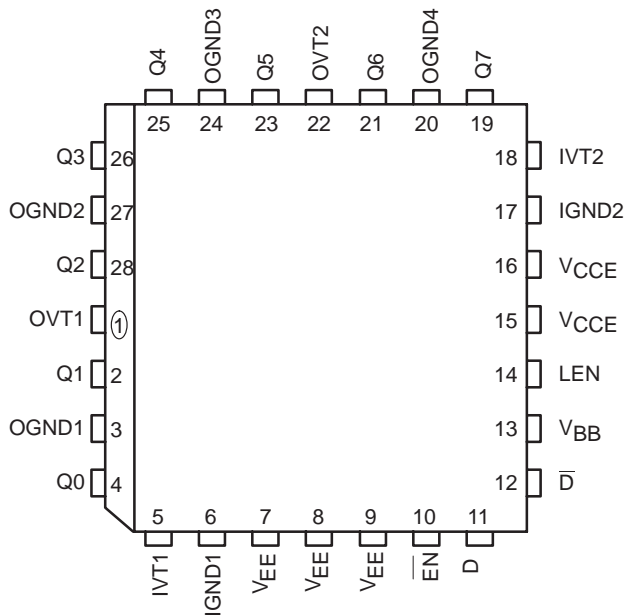 Q4 OGND3 Q5 OVT2 Q6 OGND4 Q7
25 24 23 22 21 20 19
Q3 26 18 IVT2
OGND2 27 17 IGND2
Q2 28 16 VCCE
OVT1 1 15 VCCE
Q1 2 14 LEN
OGND1 3 13 VBB
Q0 4 12 D̅
5 6 7 8 9 10 11
IVT1 IGND1 VEE VEE VEE E̅N̅ D